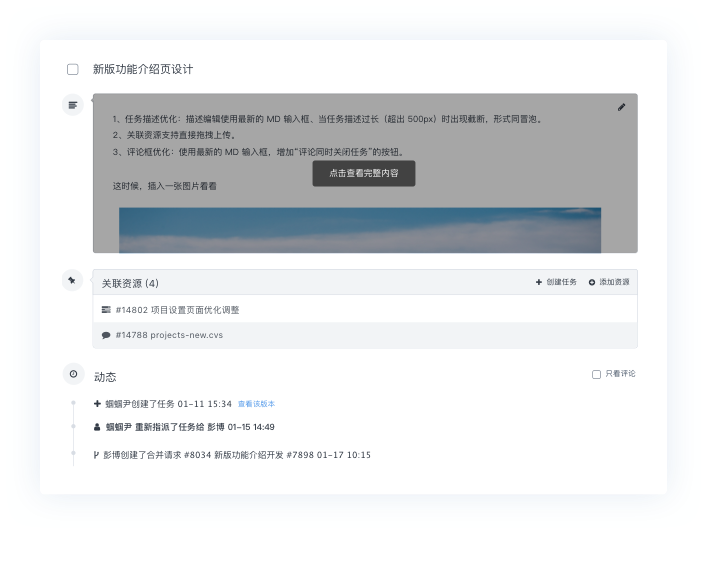 新版功能介绍页设计
1、任务描述优化：描述编辑使用最新的 MD 输入框、当任务描述过长（超出 500px）时出现截断，形式同冒泡。
2、关联资源支持直接拖拽上传。
3、评论框优化：使用最新的 MD 输入框，增加“评论同时关闭任务”的按钮。
点击查看完整内容
这时候，插入一张图片看看
关联资源 (4) 创建任务 添加资源
#14802 项目设置页面优化调整
#14788 projects-new.cvs
动态 只看评论
蝈蝈尹创建了任务 01-11 15:34 查看该版本
蝈蝈尹 重新指派了任务给 彭博 01-15 14:49
彭博创建了合并请求 #8034 新版功能介绍开发 #7898 01-17 10:15